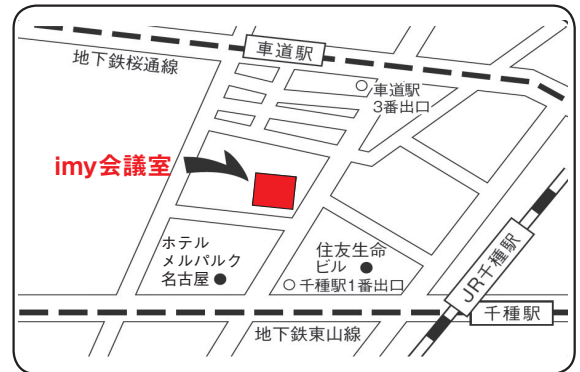 車道駅
地下鉄桜通線
車道駅
3番出口
imy会議室
ホテル
メルパルク
名古屋
住友生命
ビル
千種駅1番出口
JR千種駅
千種駅
地下鉄東山線